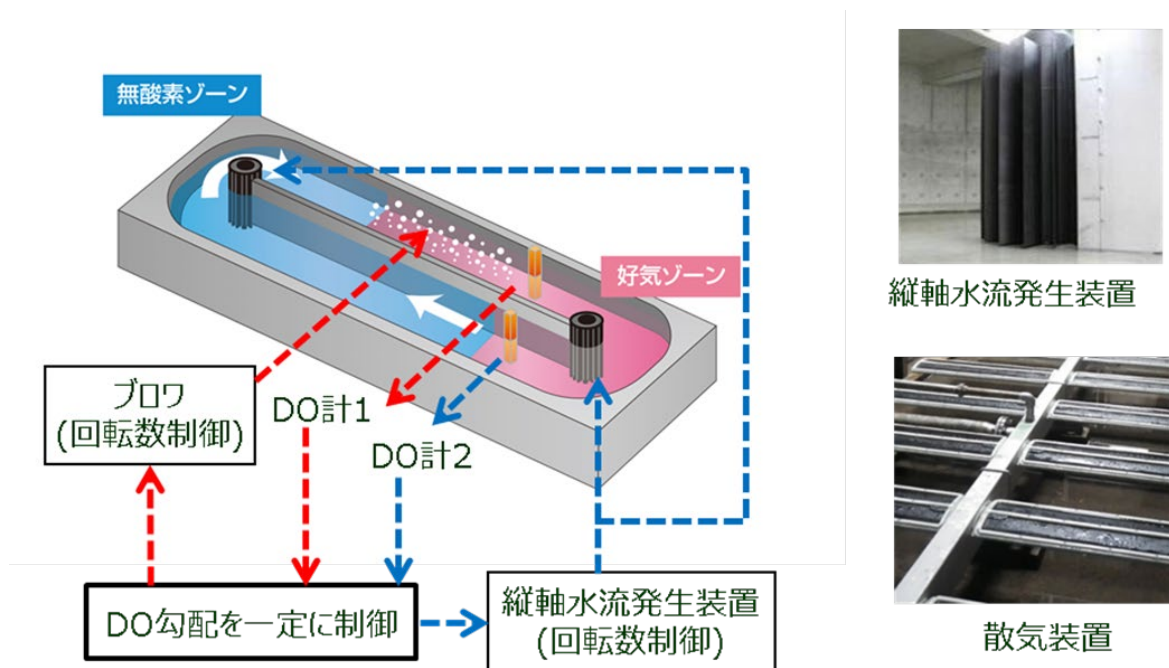 無酸素ゾーン
好気ゾーン
ブロワ
(回転数制御)
DO計1
DO計2
DO勾配を一定に制御
縦軸水流発生装置
(回転数制御)
縦軸水流発生装置
散気装置